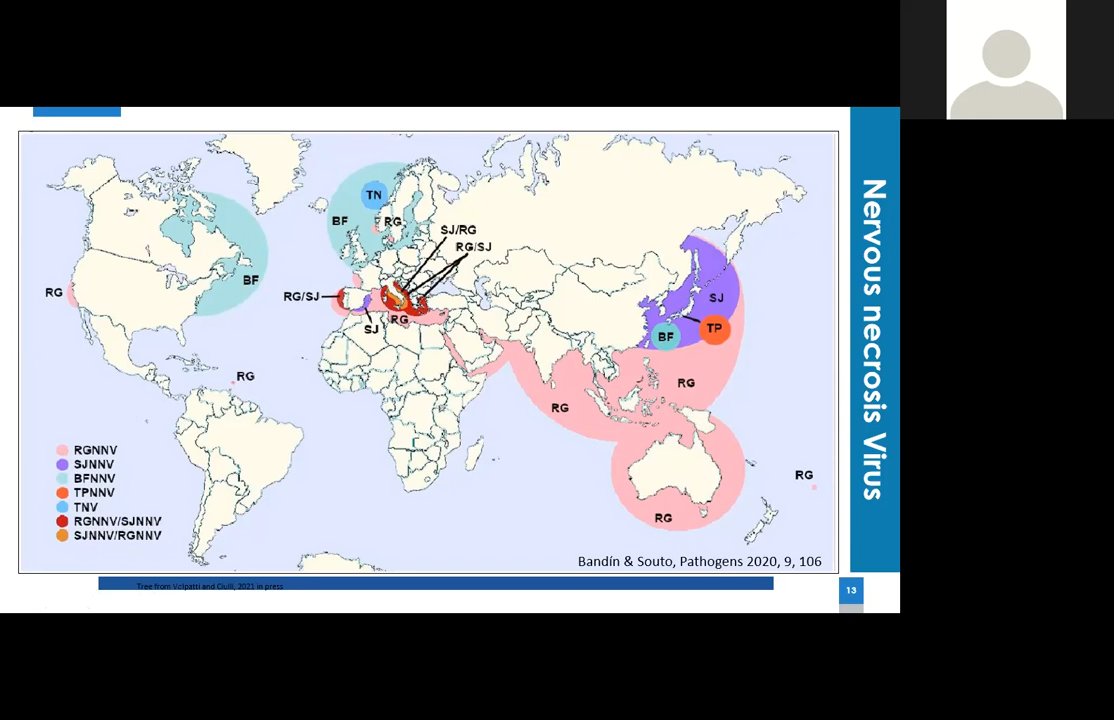 Nervous necrosis Virus
TN
BF
RG
SJ/RG
RG/SJ
BF
RG
RG/SJ
SJ
RG
SJ
TP
BF
RG
RG
RG
RG
RG
RGNNV
SJNNV
BFNNV
TPNNV
TNV
RGNNV/SJNNV
SJNNV/RGNNV
Bandín & Souto, Pathogens 2020, 9, 106
Tree from Volpatti and Ciulli, 2021 in press
13